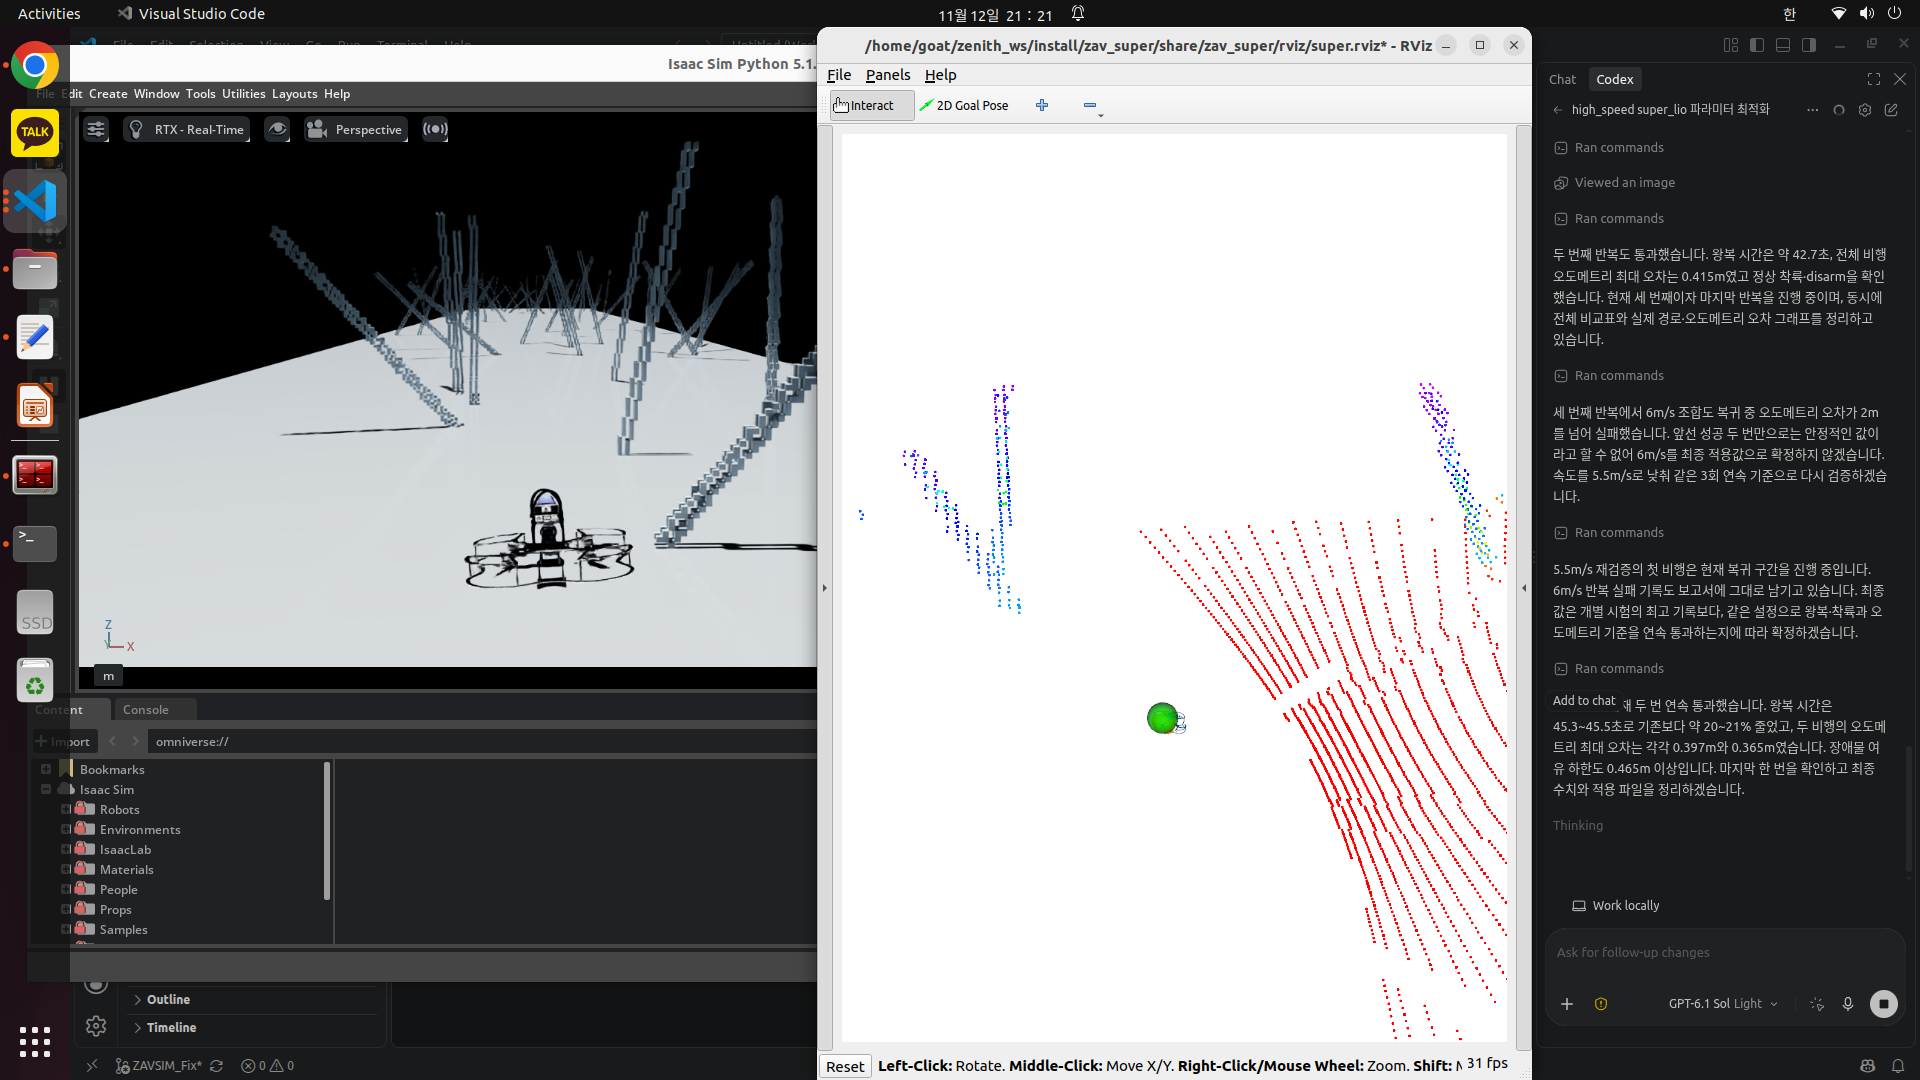 Activities
Visual Studio Code
11월 12일 21 : 21
한
TALK
SSD
Isaac Sim Python 5.1.
File Edit Create Window Tools Utilities Layouts Help
RTX - Real-Time
Perspective
Z
Y
X
m
Content
Console
Import
omniverse://
Bookmarks
Isaac Sim
Robots
Environments
IsaacLab
Materials
People
Props
Samples
Outline
Timeline
ZAVSIM_Fix*
0
0
/home/goat/zenith_ws/install/zav_super/share/zav_super/rviz/super.rviz* - RViz
File Panels Help
Interact
2D Goal Pose
Reset
Left-Click: Rotate. Middle-Click: Move X/Y. Right-Click/Mouse Wheel: Zoom. Shift:
31 fps
Chat
Codex
high_speed super_lio 파라미터 최적화
Ran commands
Viewed an image
Ran commands
두 번째 반복도 통과했습니다. 왕복 시간은 약 42.7초, 전체 비행
오도메트리 최대 오차는 0.415m였고 정상 착륙·disarm을 확인
했습니다. 현재 세 번째이자 마지막 반복을 진행 중이며, 동시에
전체 비교표와 실제 경로·오도메트리 오차 그래프를 정리하고
있습니다.
Ran commands
세 번째 반복에서 6m/s 조합도 복귀 중 오도메트리 오차가 2m
를 넘어 실패했습니다. 앞선 성공 두 번만으로는 안정적인 값이
라고 할 수 없어 6m/s를 최종 적용값으로 확정하지 않겠습니다.
속도를 5.5m/s로 낮춰 같은 3회 연속 기준으로 다시 검증하겠습
니다.
Ran commands
5.5m/s 재검증의 첫 비행은 현재 복귀 구간을 진행 중입니다.
6m/s 반복 실패 기록도 보고서에 그대로 남기고 있습니다. 최종
값은 개별 시험의 최고 기록보다, 같은 설정으로 왕복·착륙과 오
도메트리 기준을 연속 통과하는지에 따라 확정하겠습니다.
Ran commands
Add to chat
두 번 연속 통과했습니다. 왕복 시간은
45.3~45.5초로 기존보다 약 20~21% 줄었고, 두 비행의 오도메
트리 최대 오차는 각각 0.397m와 0.365m였습니다. 장애물 여
유 하한도 0.465m 이상입니다. 마지막 한 번을 확인하고 최종
수치와 적용 파일을 정리하겠습니다.
Thinking
Work locally
Ask for follow-up changes
GPT-6.1 Sol Light